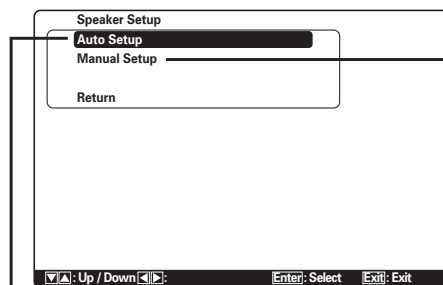 Speaker Setup
Auto Setup
Manual Setup
Return
▼▲: Up / Down ◀▶: Enter: Select Exit: Exit